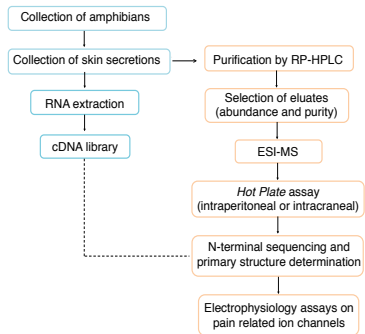 Collection of amphibians
Collection of skin secretions
RNA extraction
cDNA library
Purification by RP-HPLC
Selection of eluates
(abundance and purity)
ESI-MS
Hot Plate assay
(intraperitoneal or intracraneal)
N-terminal sequencing and
primary structure determination
Electrophysiology assays on
pain related ion channels